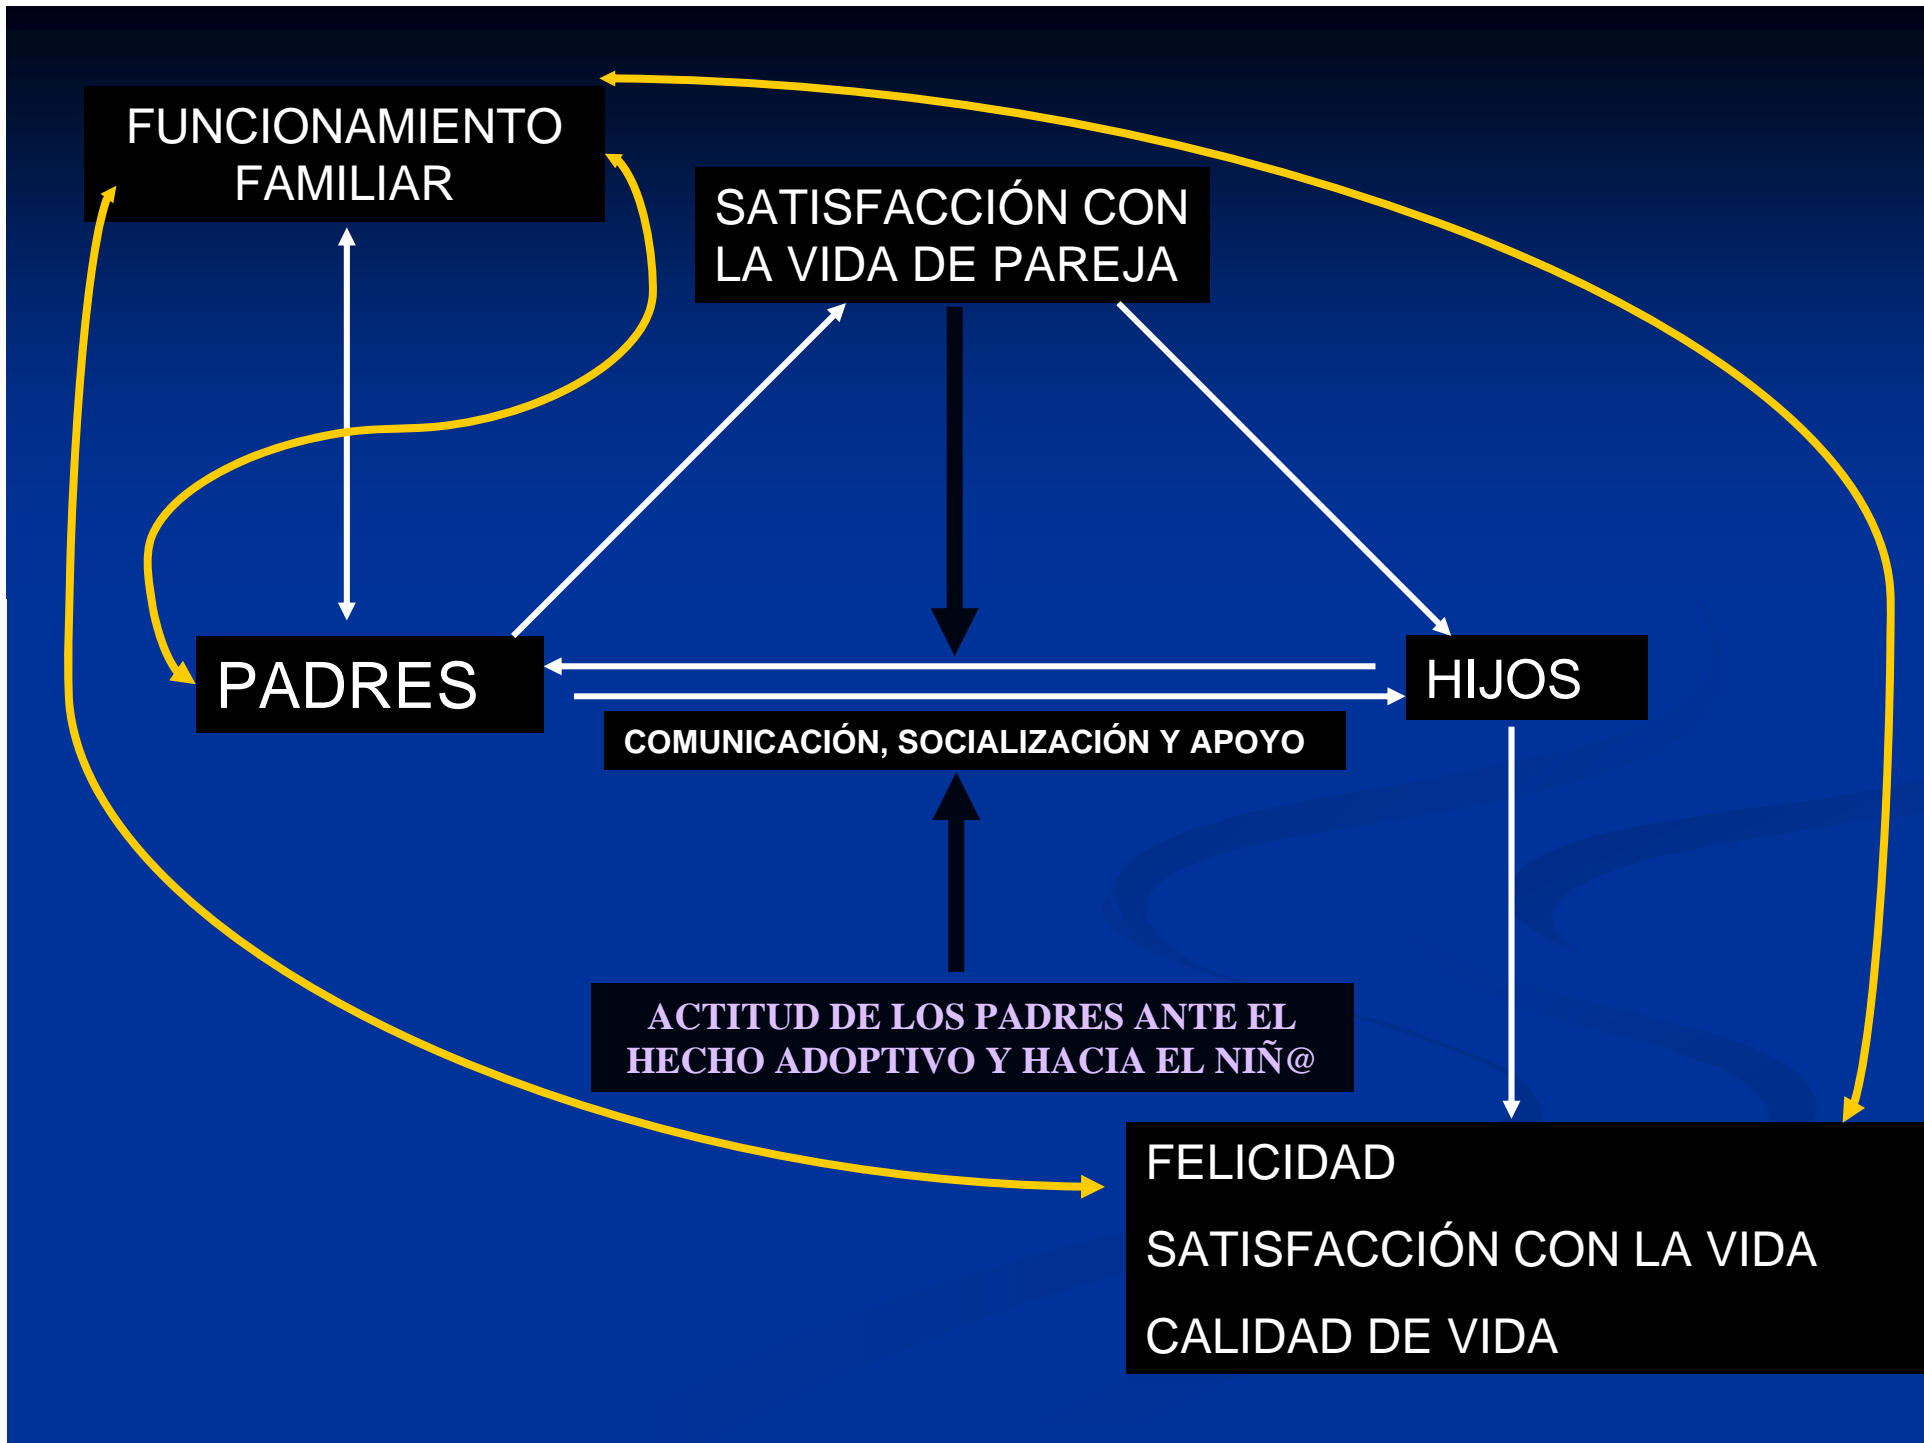 FUNCIONAMIENTO
FAMILIAR
SATISFACCIÓN CON
LA VIDA DE PAREJA
PADRES
HIJOS
COMUNICACIÓN, SOCIALIZACIÓN Y APOYO
ACTITUD DE LOS PADRES ANTE EL
HECHO ADOPTIVO Y HACIA EL NIÑ@
FELICIDAD
SATISFACCIÓN CON LA VIDA
CALIDAD DE VIDA